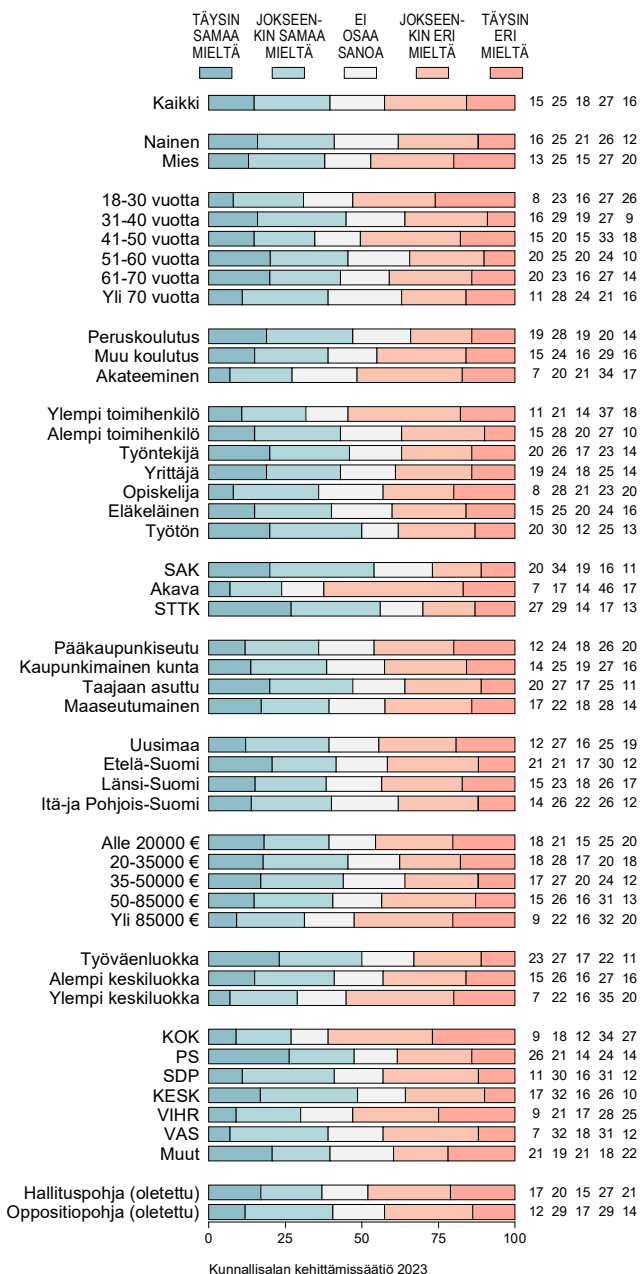 TÄYSIN SAMAA MIELTÄ
JOKSEEN-KIN SAMAA MIELTÄ
EI OSAA SANOA
JOKSEEN-KIN ERI MIELTÄ
TÄYSIN ERI MIELTÄ
Kaikki 15 25 18 27 16
Nainen 16 25 21 26 12
Mies 13 25 15 27 20
18-30 vuotta 8 23 16 27 26
31-40 vuotta 16 29 19 27 9
41-50 vuotta 15 20 15 33 18
51-60 vuotta 20 25 20 24 10
61-70 vuotta 20 23 16 27 14
Yli 70 vuotta 11 28 24 21 16
Peruskoulutus 19 28 19 20 14
Muu koulutus 15 24 16 29 16
Akateeminen 7 20 21 34 17
Ylempi toimihenkilö 11 21 14 37 18
Alempi toimihenkilö 15 28 20 27 10
Työntekijä 20 26 17 23 14
Yrittäjä 19 24 18 25 14
Opiskelija 8 28 21 23 20
Eläkeläinen 15 25 20 24 16
Työtön 20 30 12 25 13
SAK 20 34 19 16 11
Akava 7 17 14 46 17
STTK 27 29 14 17 13
Pääkaupunkiseutu 12 24 18 26 20
Kaupunkimainen kunta 14 25 19 27 16
Taajaan asuttu 20 27 17 25 11
Maaseutumainen 17 22 18 28 14
Uusimaa 12 27 16 25 19
Etelä-Suomi 21 21 17 30 12
Länsi-Suomi 15 23 18 26 17
Itä-ja Pohjois-Suomi 14 26 22 26 12
Alle 20000 € 18 21 15 25 20
20-35000 € 18 28 17 20 18
35-50000 € 17 27 20 24 12
50-85000 € 15 26 16 31 13
Yli 85000 € 9 22 16 32 20
Työväenluokka 23 27 17 22 11
Alempi keskiluokka 15 26 16 27 16
Ylempi keskiluokka 7 22 16 35 20
KOK 9 18 12 34 27
PS 26 21 14 24 14
SDP 11 30 16 31 12
KESK 17 32 16 26 10
VIHR 9 21 17 28 25
VAS 7 32 18 31 12
Muut 21 19 21 18 22
Hallituspohja (oletettu) 17 20 15 27 21
Oppositiopohja (oletettu) 12 29 17 29 14
0 25 50 75 100
Kunnallisalan kehittämissäätiö 2023